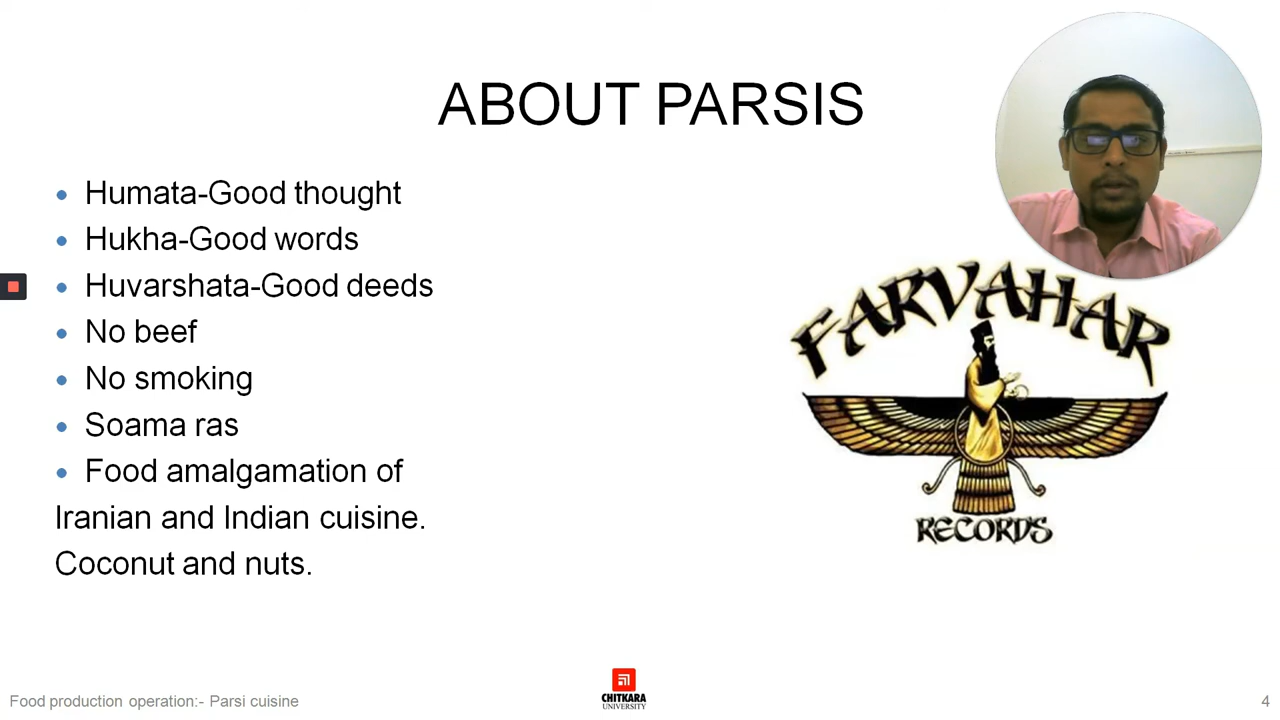 ABOUT PARSIS
Humata-Good thought
Hukha-Good words
Huvarshata-Good deeds
No beef
No smoking
Soama ras
Food amalgamation of
Iranian and Indian cuisine.
Coconut and nuts.
FARVAHAR
RECORDS
Food production operation:- Parsi cuisine
CHITKARA
UNIVERSITY
4